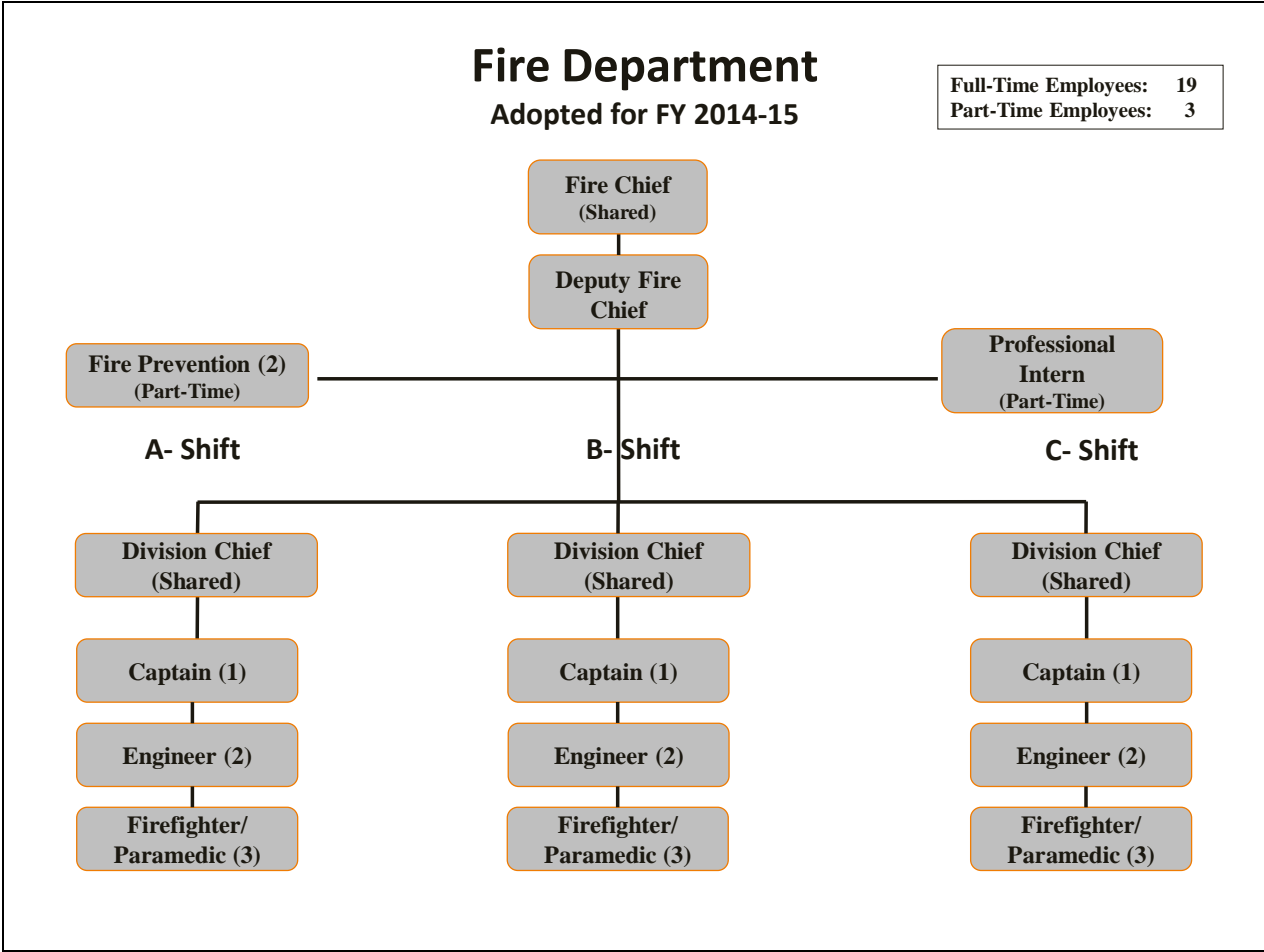 Fire Department
Adopted for FY 2014-15
Full-Time Employees: 19
Part-Time Employees: 3
Fire Chief
(Shared)
Deputy Fire
Chief
Fire Prevention (2)
(Part-Time)
Professional
Intern
(Part-Time)
A- Shift
B- Shift
C- Shift
Division Chief
(Shared)
Division Chief
(Shared)
Division Chief
(Shared)
Captain (1)
Captain (1)
Captain (1)
Engineer (2)
Engineer (2)
Engineer (2)
Firefighter/
Paramedic (3)
Firefighter/
Paramedic (3)
Firefighter/
Paramedic (3)